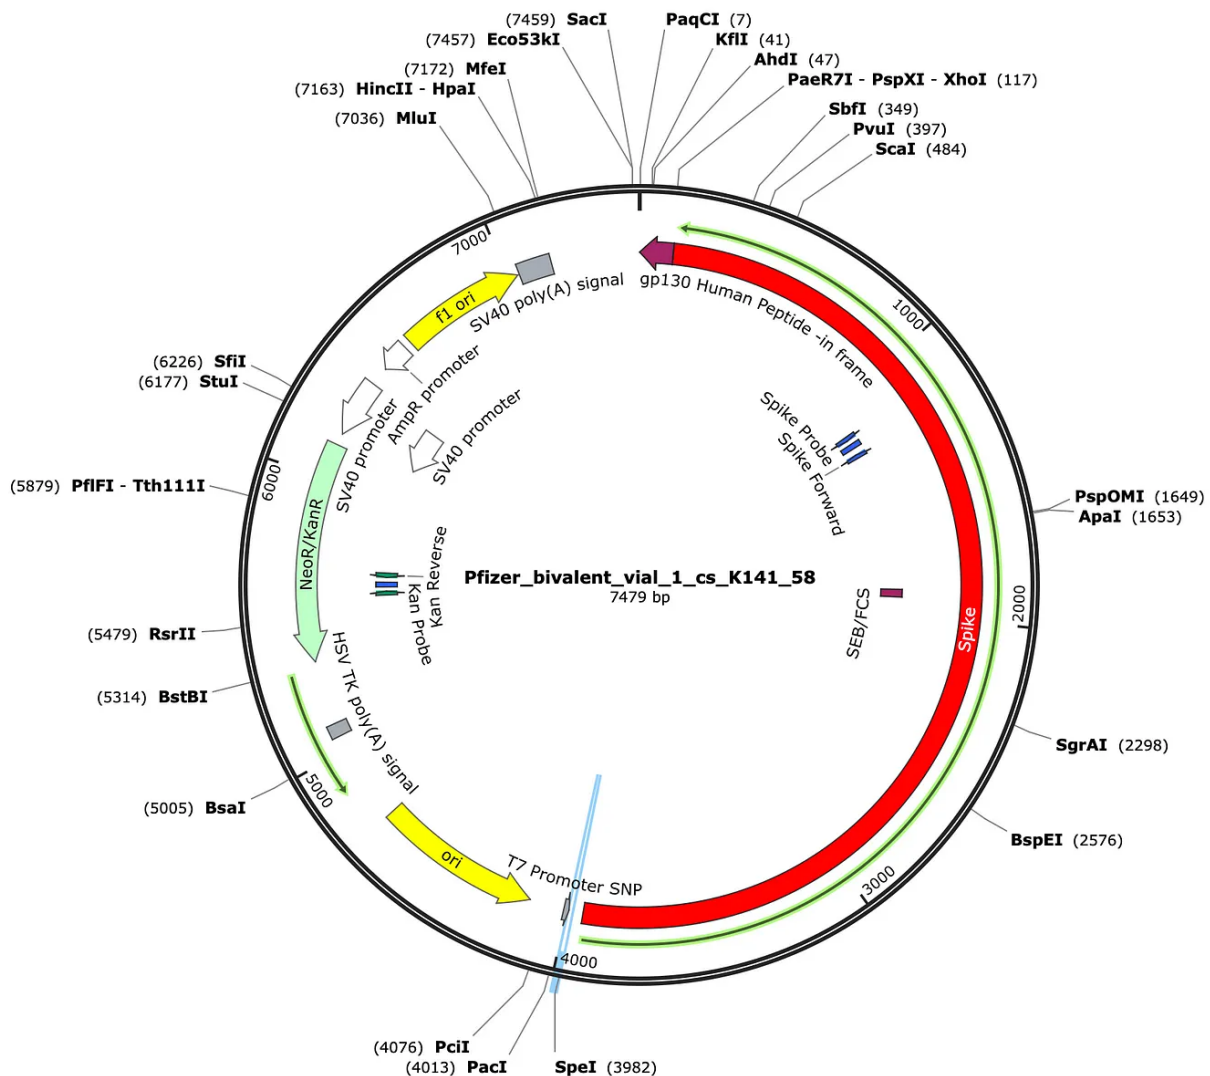 (7459) SacI
(7457) Eco53kI
(7172) MfeI
(7163) HincII - HpaI
(7036) MluI
PaqCI (7)
KflI (41)
AhdI (47)
PaeR7I - PspXI - XhoI (117)
SbfI (349)
PvuI (397)
ScaI (484)
7000
f1 ori
SV40 poly(A) signal
gp130 Human Peptide -in frame
1000
(6226) SfiI
(6177) StuI
AmpR promoter
SV40 promoter
SV40 promoter
Spike Probe
Spike Forward
6000
(5879) PflFI - Tth111I
PspOMI (1649)
ApaI (1653)
NeoR/KanR
Kan Reverse
Kan Probe
Pfizer_bivalent_vial_1_cs_K141_58
7479 bp
SEB/FCS
Spike
2000
(5479) RsrII
(5314) BstBI
HSV TK poly(A) signal
5000
(5005) BsaI
SgrAI (2298)
BspEI (2576)
ori
T7 Promoter SNP
3000
4000
(4076) PciI
(4013) PacI
SpeI (3982)